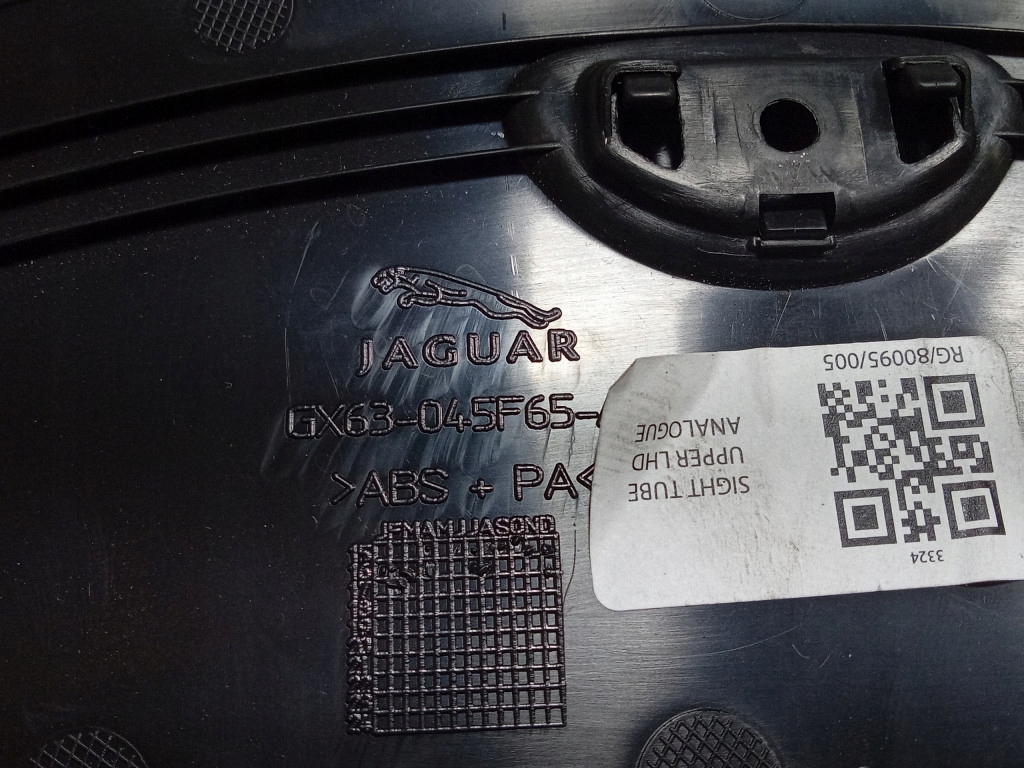 JAGUAR
GX63-045F65-
>ABS + PA<
JFMAMJJASOND
RG/80095/005
SIGHT TUBE
UPPER LHD
ANALOGUE
3324